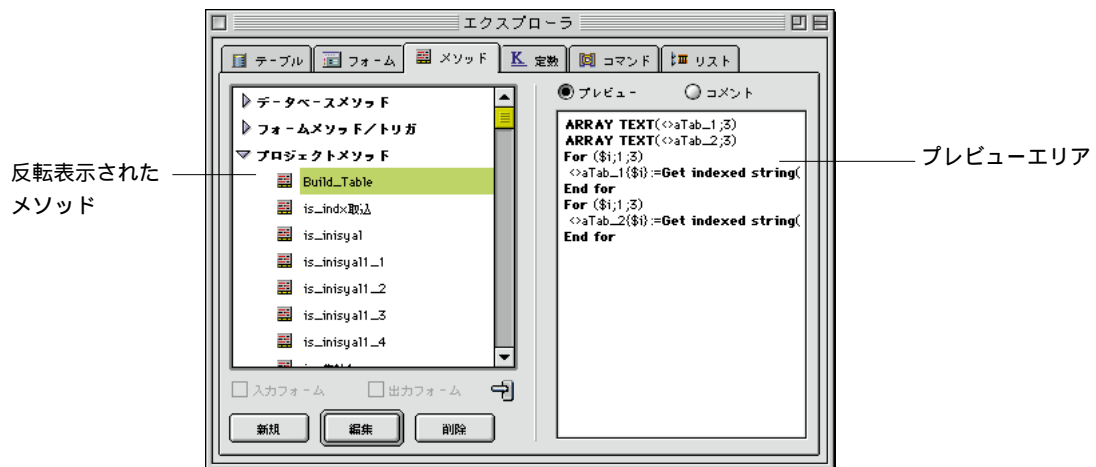 エクスプローラ
テーブル フォーム メソッド K 定数 コマンド リスト
データベースメソッド
フォームメソッド/トリガ
プロジェクトメソッド
Build_Table
is_indx取込
is_inisyal
is_inisyal1_1
is_inisyal1_2
is_inisyal1_3
is_inisyal1_4
入力フォーム 出力フォーム
新規 編集 削除
プレビュー コメント
ARRAY TEXT(<>aTab_1;3)
ARRAY TEXT(<>aTab_2;3)
For ($i;1;3)
<>aTab_1{$i}:=Get indexed string(
End for
For ($i;1;3)
<>aTab_2{$i}:=Get indexed string(
End for
反転表示された
メソッド
プレビューエリア